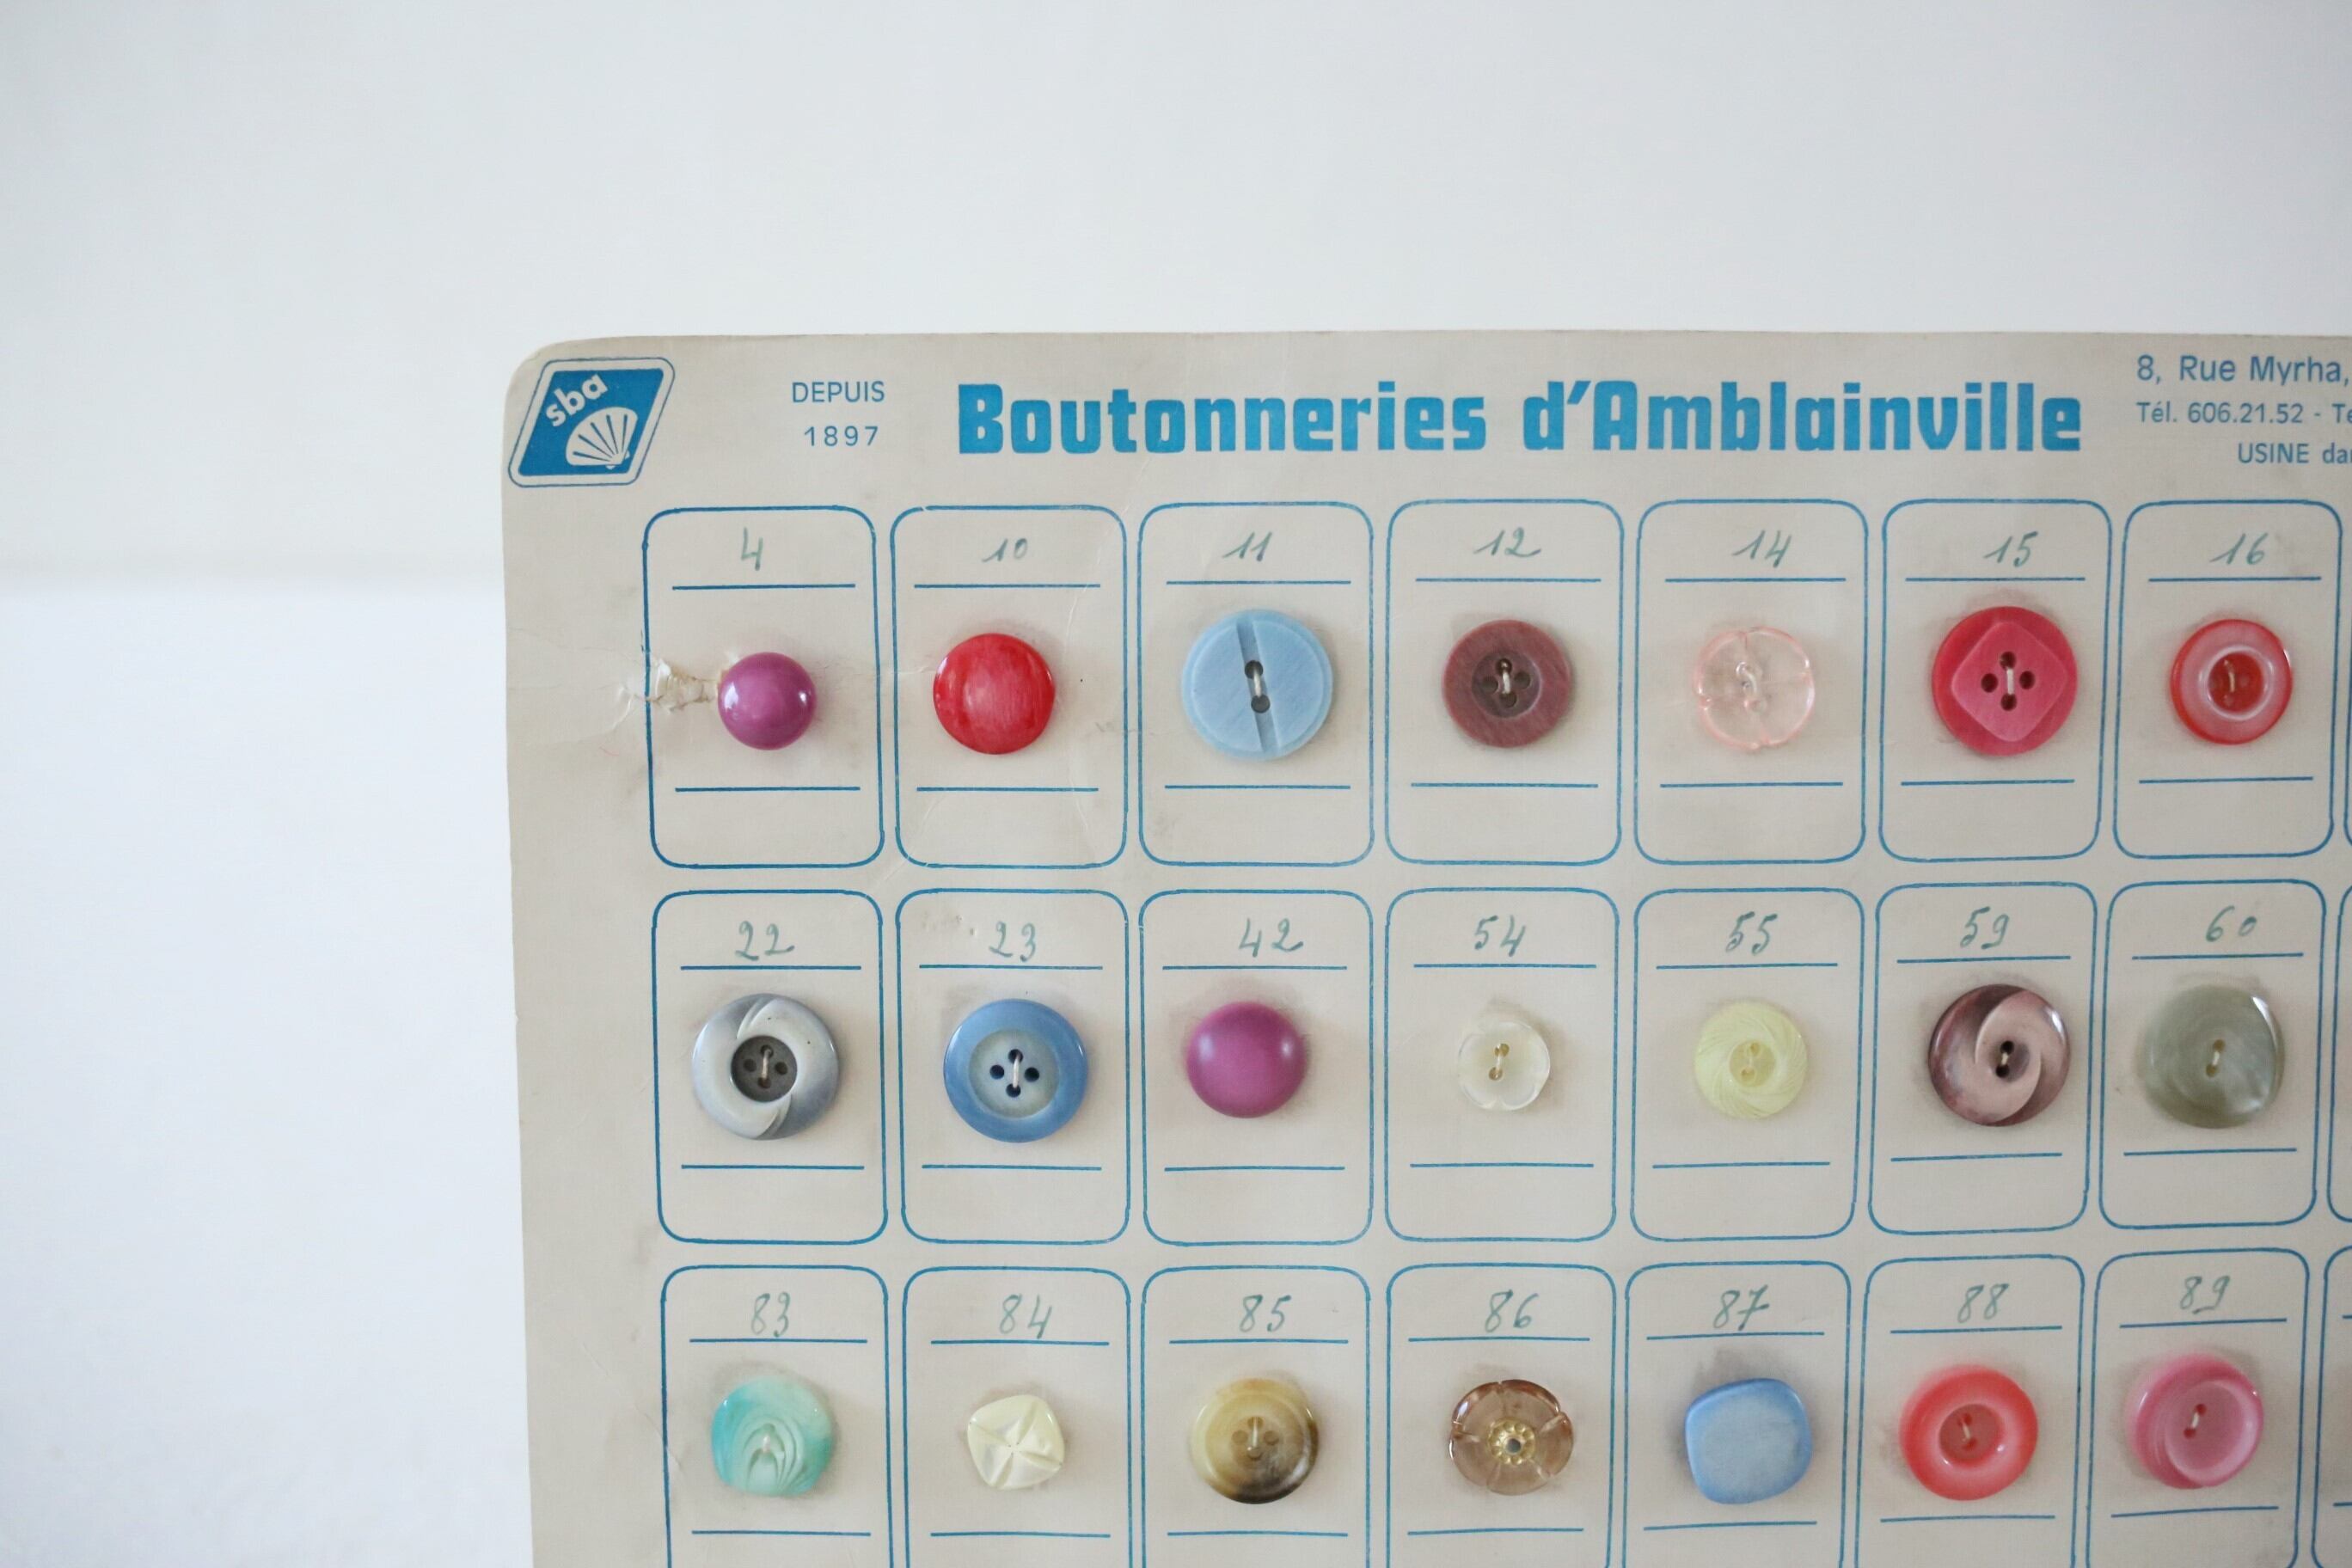 sba
DEPUIS
1897
Boutonneries d'Amblainville
8, Rue Myrha,
Tél. 606.21.52 -
USINE
4 10 11 12 14 15 16
22 23 42 54 55 59 60
83 84 85 86 87 88 89